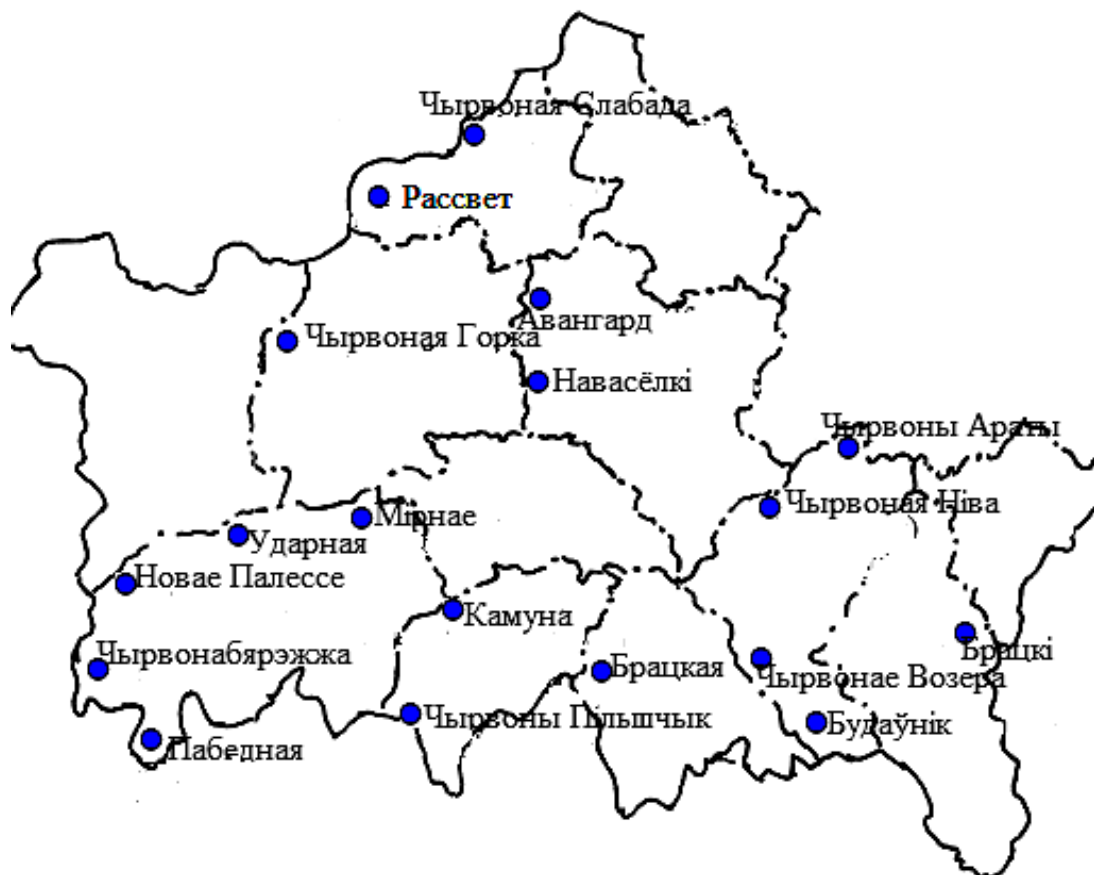 Чырвоная Слабада
Рассвет
Авангард
Чырвоная Горка
Навасёлкі
Чырвоны Араты
Чырвоная Ніва
Мірнае
Ударная
Новае Палессе
Камуна
Чырвонабярэжжа
Брацкі
Брацкая
Чырвонае Возера
Чырвоны Пільшчык
Будаўнік
Пабедная